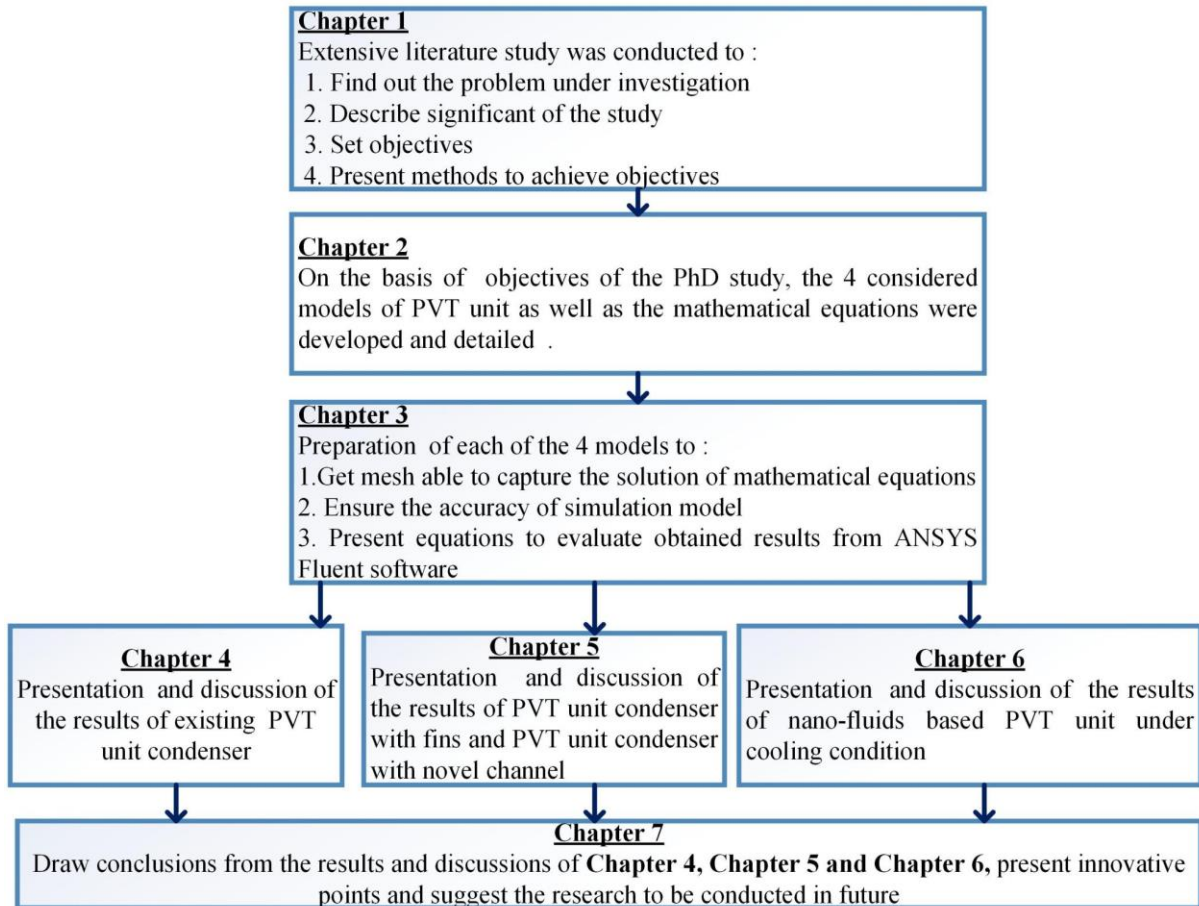 Chapter 1
Extensive literature study was conducted to :
1. Find out the problem under investigation
2. Describe significant of the study
3. Set objectives
4. Present methods to achieve objectives
Chapter 2
On the basis of objectives of the PhD study, the 4 considered
models of PVT unit as well as the mathematical equations were
developed and detailed .
Chapter 3
Preparation of each of the 4 models to :
1.Get mesh able to capture the solution of mathematical equations
2. Ensure the accuracy of simulation model
3. Present equations to evaluate obtained results from ANSYS
Fluent software
Chapter 4
Presentation and discussion of
the results of existing PVT
unit condenser
Chapter 5
Presentation and discussion of
the results of PVT unit condenser
with fins and PVT unit condenser
with novel channel
Chapter 6
Presentation and discussion of the results
of nano-fluids based PVT unit under
cooling condition
Chapter 7
Draw conclusions from the results and discussions of Chapter 4, Chapter 5 and Chapter 6, present innovative
points and suggest the research to be conducted in future